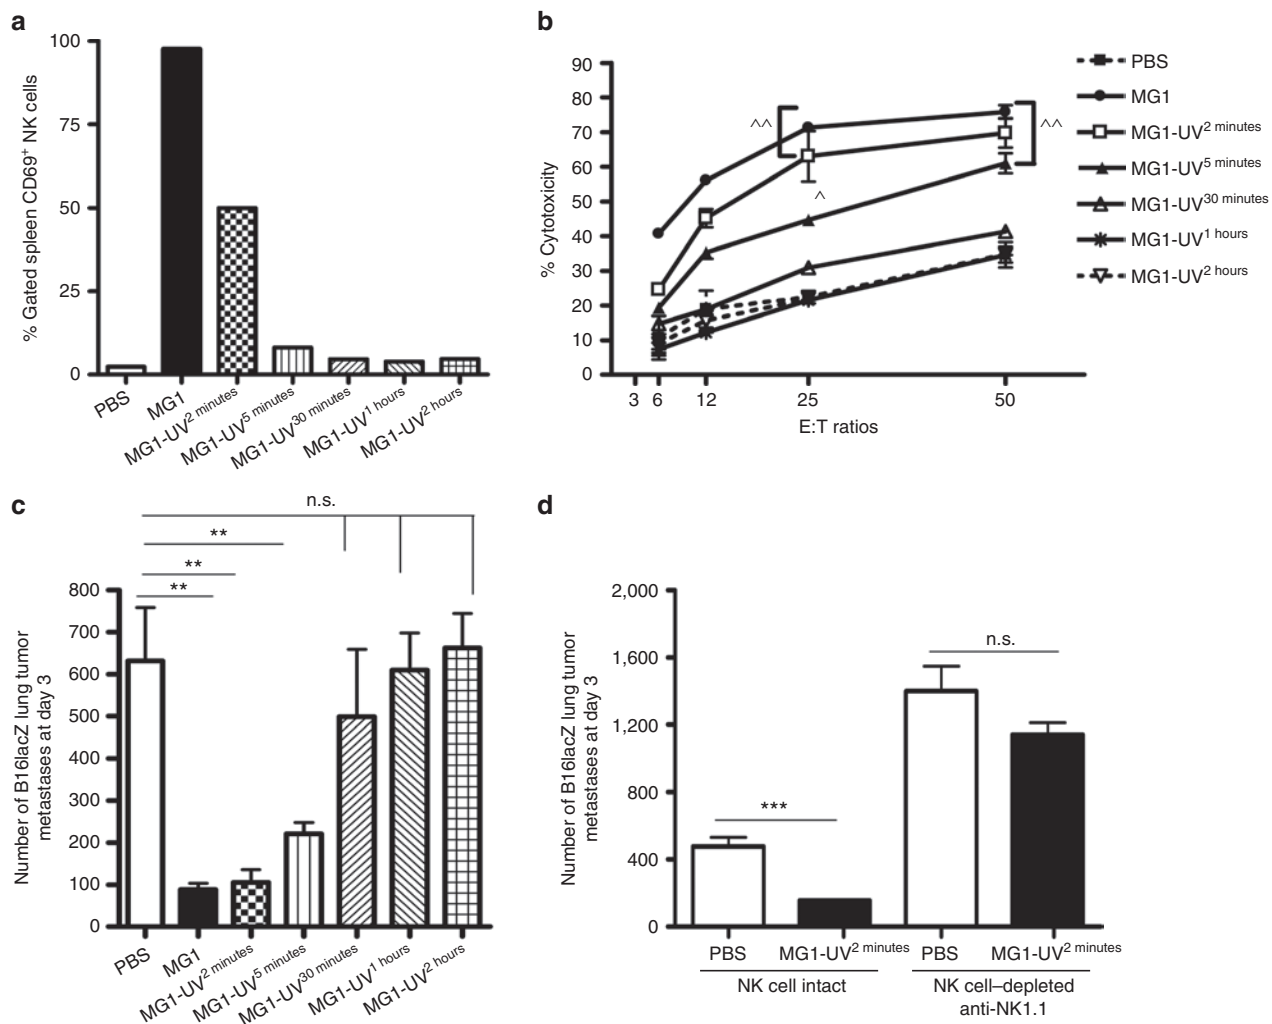 a
% Gated spleen CD69⁺ NK cells
100
75
50
25
0
PBS
MG1
MG1-UV² minutes
MG1-UV⁵ minutes
MG1-UV³⁰ minutes
MG1-UV¹ hours
MG1-UV² hours
b
% Cytotoxicity
90
80
70
60
50
40
30
20
10
0
^^
^
^^
3 6 12 25 50
E:T ratios
PBS
MG1
MG1-UV² minutes
MG1-UV⁵ minutes
MG1-UV³⁰ minutes
MG1-UV¹ hours
MG1-UV² hours
c
n.s.
**
**
**
Number of B16lacZ lung tumor
metastases at day 3
800
700
600
500
400
300
200
100
0
PBS
MG1
MG1-UV² minutes
MG1-UV⁵ minutes
MG1-UV³⁰ minutes
MG1-UV¹ hours
MG1-UV² hours
d
Number of B16lacZ lung tumor
metastases at day 3
2,000
1,600
1,200
800
400
0
***
n.s.
PBS MG1-UV² minutes PBS MG1-UV² minutes
NK cell intact
NK cell–depleted
anti-NK1.1